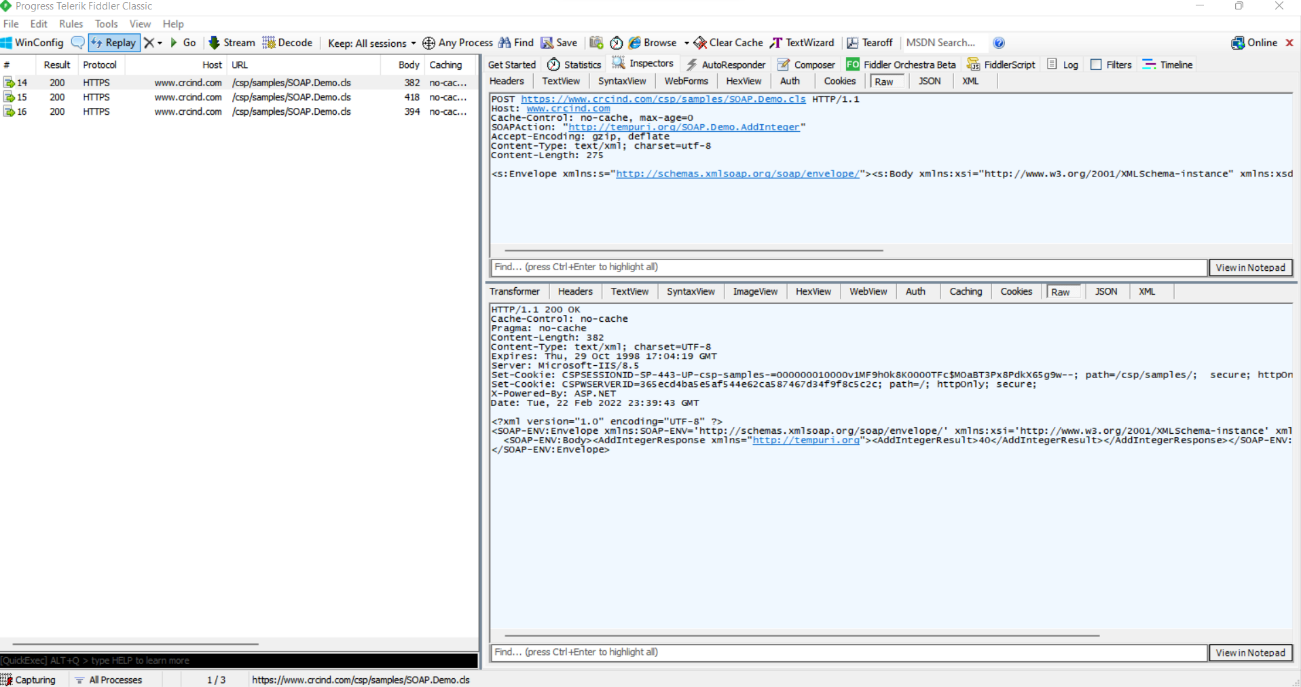 Progress Telerik Fiddler Classic
File Edit Rules Tools View Help
WinConfig Replay Go Stream Decode Keep: All sessions Any Process Find Save Browse Clear Cache TextWizard Tearoff MSDN Search... Online
# Result Protocol Host URL Body Caching
14 200 HTTPS www.crcind.com /csp/samples/SOAP.Demo.cls 382 no-cac...
15 200 HTTPS www.crcind.com /csp/samples/SOAP.Demo.cls 418 no-cac...
16 200 HTTPS www.crcind.com /csp/samples/SOAP.Demo.cls 394 no-cac...
[QuickExec] ALT+Q > type HELP to learn more
Get Started Statistics Inspectors AutoResponder Composer FO Fiddler Orchestra Beta FiddlerScript Log Filters Timeline
Headers TextView SyntaxView WebForms HexView Auth Cookies Raw JSON XML
POST https://www.crcind.com/csp/samples/SOAP.Demo.cls HTTP/1.1
Host: www.crcind.com
Cache-Control: no-cache, max-age=0
SOAPAction: "http://tempuri.org/SOAP.Demo.AddInteger"
Accept-Encoding: gzip, deflate
Content-Type: text/xml; charset=utf-8
Content-Length: 275
<s:Envelope xmlns:s="http://schemas.xmlsoap.org/soap/envelope/"><s:Body xmlns:xsi="http://www.w3.org/2001/XMLSchema-instance" xmlns:xsd
Find... (press Ctrl+Enter to highlight all) View in Notepad
Transformer Headers TextView SyntaxView ImageView HexView WebView Auth Caching Cookies Raw JSON XML
HTTP/1.1 200 OK
Cache-Control: no-cache
Pragma: no-cache
Content-Length: 382
Content-Type: text/xml; charset=UTF-8
Expires: Thu, 29 Oct 1998 17:04:19 GMT
Server: Microsoft-IIS/8.5
Set-Cookie: CSPSESSIONID-SP-443-UP-csp-samples-=000000010000v1MF9h0k8K0000TFc$MOaBT3Px8PdkX65g9w--; path=/csp/samples/; secure; httpOn
Set-Cookie: CSPWSERVERID=365ecd4ba5e5af544e62ca587467d34f9f8c5c2c; path=/; httpOnly; secure;
X-Powered-By: ASP.NET
Date: Tue, 22 Feb 2022 23:39:43 GMT
<?xml version="1.0" encoding="UTF-8" ?>
<SOAP-ENV:Envelope xmlns:SOAP-ENV='http://schemas.xmlsoap.org/soap/envelope/' xmlns:xsi='http://www.w3.org/2001/XMLSchema-instance' xml
<SOAP-ENV:Body><AddIntegerResponse xmlns="http://tempuri.org"><AddIntegerResult>40</AddIntegerResult></AddIntegerResponse></SOAP-ENV:
</SOAP-ENV:Envelope>
Find... (press Ctrl+Enter to highlight all) View in Notepad
Capturing All Processes 1 / 3 https://www.crcind.com/csp/samples/SOAP.Demo.cls